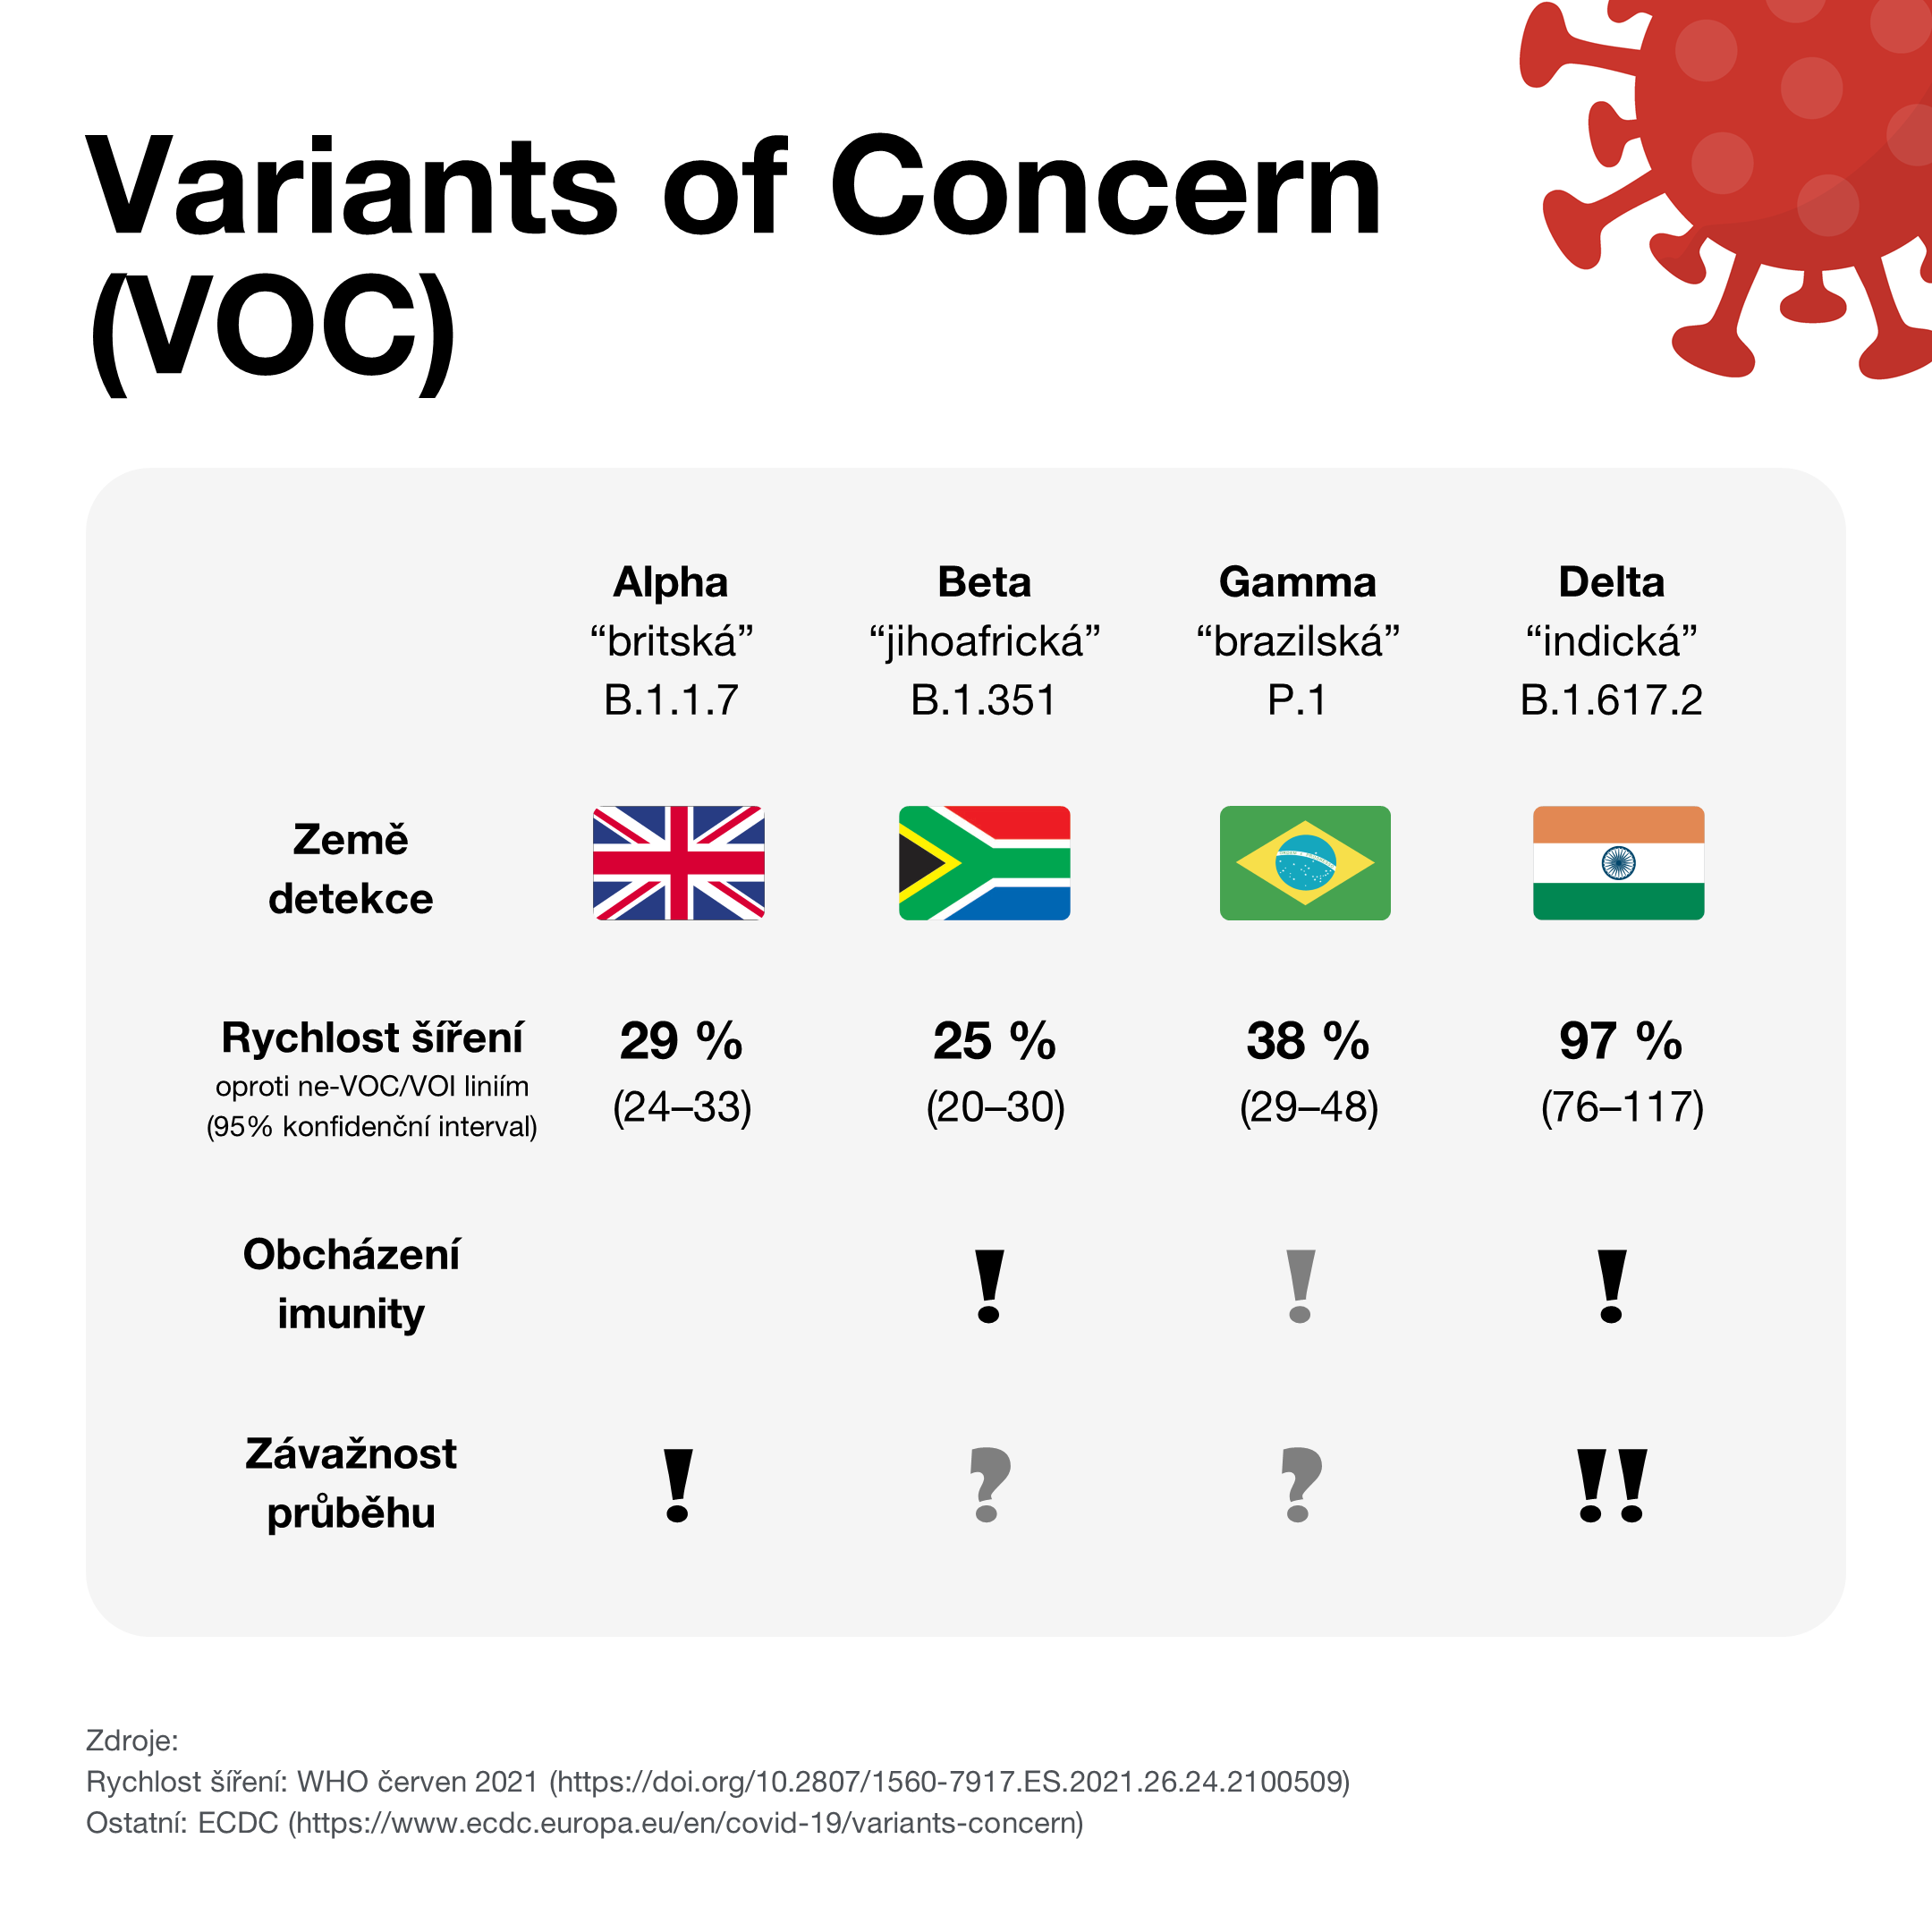 Variants of Concern
(VOC)
Alpha
“britská”
B.1.1.7
Beta
“jihoafrická”
B.1.351
Gamma
“brazilská”
P.1
Delta
“indická”
B.1.617.2
Země
detekce
Rychlost šíření
oproti ne-VOC/VOI liniím
(95% konfidenční interval)
29 %
(24–33)
25 %
(20–30)
38 %
(29–48)
97 %
(76–117)
Obcházení
imunity
!
!
!
Závažnost
průběhu
!
?
?
!!
Zdroje:
Rychlost šíření: WHO červen 2021 (https://doi.org/10.2807/1560-7917.ES.2021.26.24.2100509)
Ostatní: ECDC (https://www.ecdc.europa.eu/en/covid-19/variants-concern)